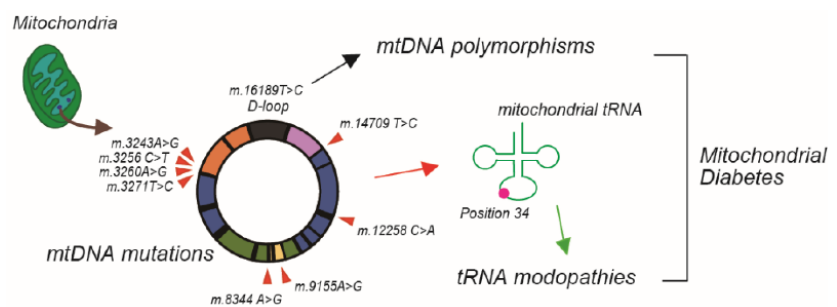 Mitochondria
mtDNA polymorphisms
m.16189T>C
D-loop
m.14709 T>C
mitochondrial tRNA
m.3243A>G
m.3256 C>T
m.3260A>G
m.3271T>C
Mitochondrial
Diabetes
Position 34
m.12258 C>A
mtDNA mutations
tRNA modopathies
m.9155A>G
m.8344 A>G